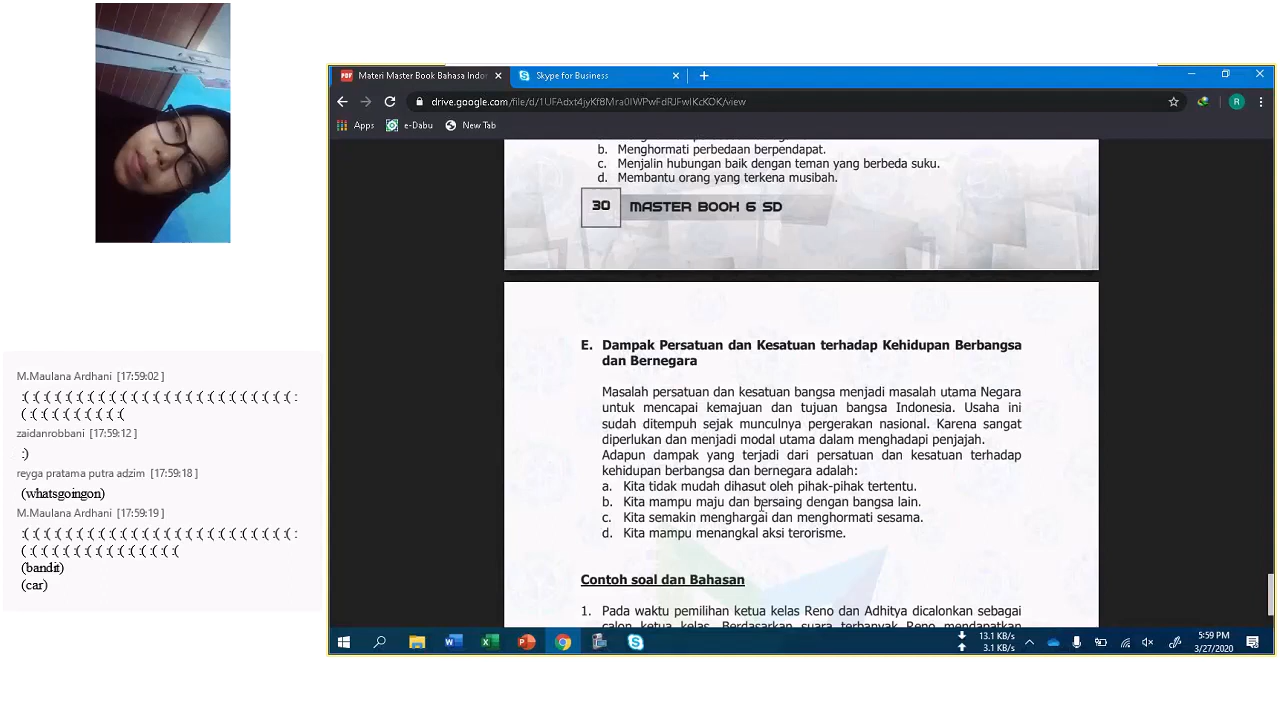 M.Maulana Ardhani [17:59:02 ]
:( :( :( :( :( :( :( :( :( :( :( :( :( :( :( :( :( :( :( :( :( :( :( :( :( :
( :( :( :( :( :( :( :( :( :(
zaidanrobbani [17:59:12 ]
:)
reyga pratama putra adzim [17:59:18 ]
(whatsgoingon)
M.Maulana Ardhani [17:59:19 ]
:( :( :( :( :( :( :( :( :( :( :( :( :( :( :( :( :( :( :( :( :( :( :( :( :( :
( :( :( :( :( :( :( :( :( :( :( :( :( :( :(
(bandit)
(car)
Materi Master Book Bahasa Indor
Skype for Business
drive.google.com/file/d/1UFAdxt4jyKf8Mra0IWPwFdRJFwIKcKOK/view
R
Apps
e-Dabu
New Tab
b. Menghormati perbedaan berpendapat.
c. Menjalin hubungan baik dengan teman yang berbeda suku.
d. Membantu orang yang terkena musibah.
30 MASTER BOOK 6 SD
E. Dampak Persatuan dan Kesatuan terhadap Kehidupan Berbangsa
dan Bernegara
Masalah persatuan dan kesatuan bangsa menjadi masalah utama Negara
untuk mencapai kemajuan dan tujuan bangsa Indonesia. Usaha ini
sudah ditempuh sejak munculnya pergerakan nasional. Karena sangat
diperlukan dan menjadi modal utama dalam menghadapi penjajah.
Adapun dampak yang terjadi dari persatuan dan kesatuan terhadap
kehidupan berbangsa dan bernegara adalah:
a. Kita tidak mudah dihasut oleh pihak-pihak tertentu.
b. Kita mampu maju dan bersaing dengan bangsa lain.
c. Kita semakin menghargai dan menghormati sesama.
d. Kita mampu menangkal aksi terorisme.
Contoh soal dan Bahasan
1. Pada waktu pemilihan ketua kelas Reno dan Adhitya dicalonkan sebagai
calon ketua kelas. Berdasarkan suara terbanyak Reno mendapatkan
13.1 KB/s
3.1 KB/s
5:59 PM
3/27/2020